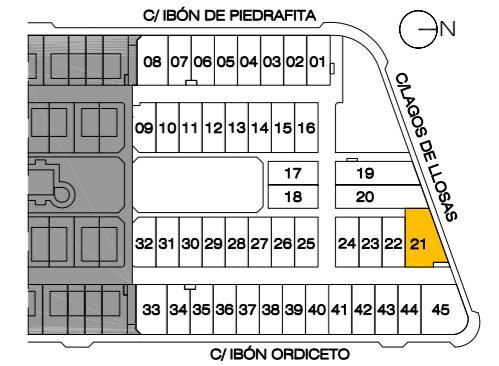 C/ IBÓN DE PIEDRAFITA
N
08 07 06 05 04 03 02 01
C/LAGOS DE LLOSAS
09 10 11 12 13 14 15 16
17 19
18 20
32 31 30 29 28 27 26 25 24 23 22 21
33 34 35 36 37 38 39 40 41 42 43 44 45
C/ IBÓN ORDICETO